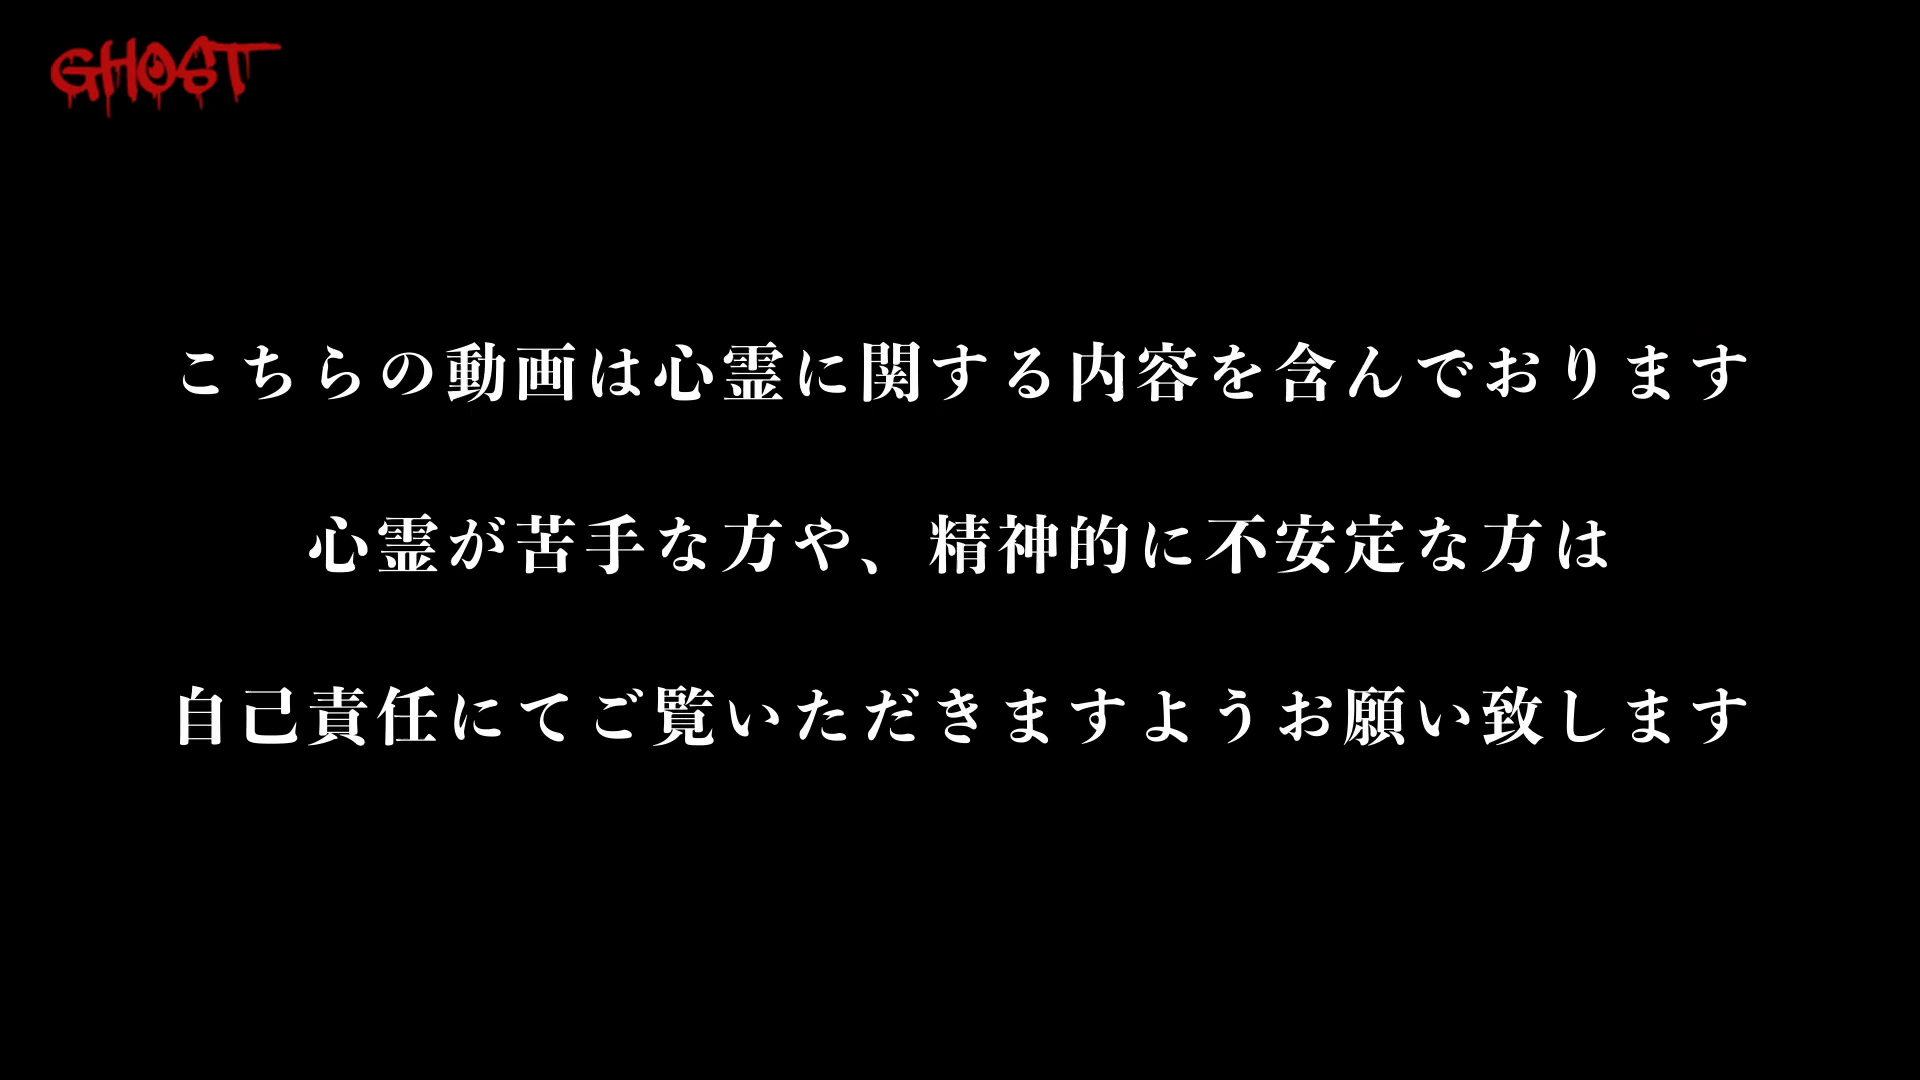 GHOST
こちらの動画は心霊に関する内容を含んでおります
心霊が苦手な方や、精神的に不安定な方は
自己責任にてご覧いただきますようお願い致します